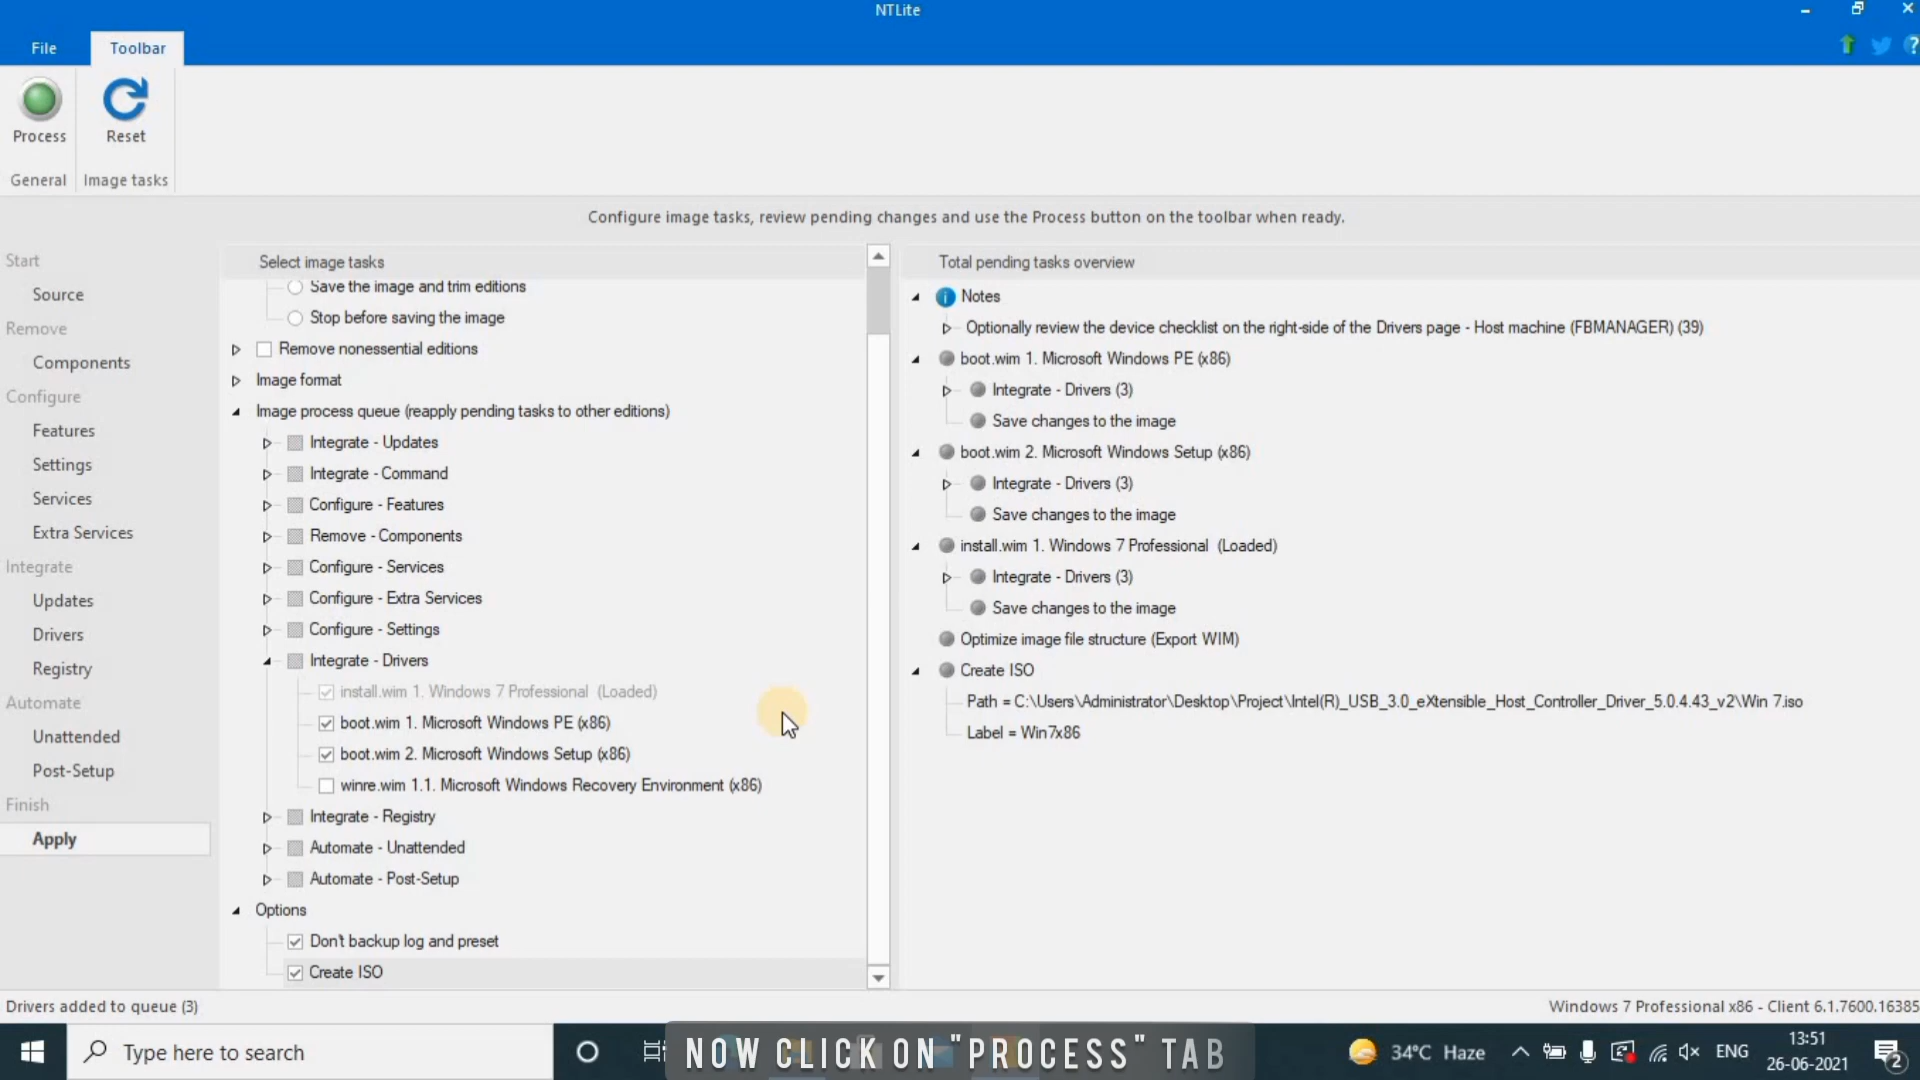 NTLite
File
Toolbar
Process
Reset
General
Image tasks
Configure image tasks, review pending changes and use the Process button on the toolbar when ready.
Start
Source
Remove
Components
Configure
Features
Settings
Services
Extra Services
Integrate
Updates
Drivers
Registry
Automate
Unattended
Post-Setup
Finish
Apply
Select image tasks
Save the image and trim editions
Stop before saving the image
Remove nonessential editions
Image format
Image process queue (reapply pending tasks to other editions)
Integrate - Updates
Integrate - Command
Configure - Features
Remove - Components
Configure - Services
Configure - Extra Services
Configure - Settings
Integrate - Drivers
install.wim 1. Windows 7 Professional (Loaded)
boot.wim 1. Microsoft Windows PE (x86)
boot.wim 2. Microsoft Windows Setup (x86)
winre.wim 1.1. Microsoft Windows Recovery Environment (x86)
Integrate - Registry
Automate - Unattended
Automate - Post-Setup
Options
Don't backup log and preset
Create ISO
Total pending tasks overview
Notes
Optionally review the device checklist on the right-side of the Drivers page - Host machine (FBMANAGER) (39)
boot.wim 1. Microsoft Windows PE (x86)
Integrate - Drivers (3)
Save changes to the image
boot.wim 2. Microsoft Windows Setup (x86)
Integrate - Drivers (3)
Save changes to the image
install.wim 1. Windows 7 Professional (Loaded)
Integrate - Drivers (3)
Save changes to the image
Optimize image file structure (Export WIM)
Create ISO
Path = C:\Users\Administrator\Desktop\Project\Intel(R)_USB_3.0_eXtensible_Host_Controller_Driver_5.0.4.43_v2\Win 7.iso
Label = Win7x86
Drivers added to queue (3)
Windows 7 Professional x86 - Client 6.1.7600.16385
Type here to search
NOW CLICK ON "PROCESS" TAB
34°C Haze
ENG
13:51
26-06-2021
2